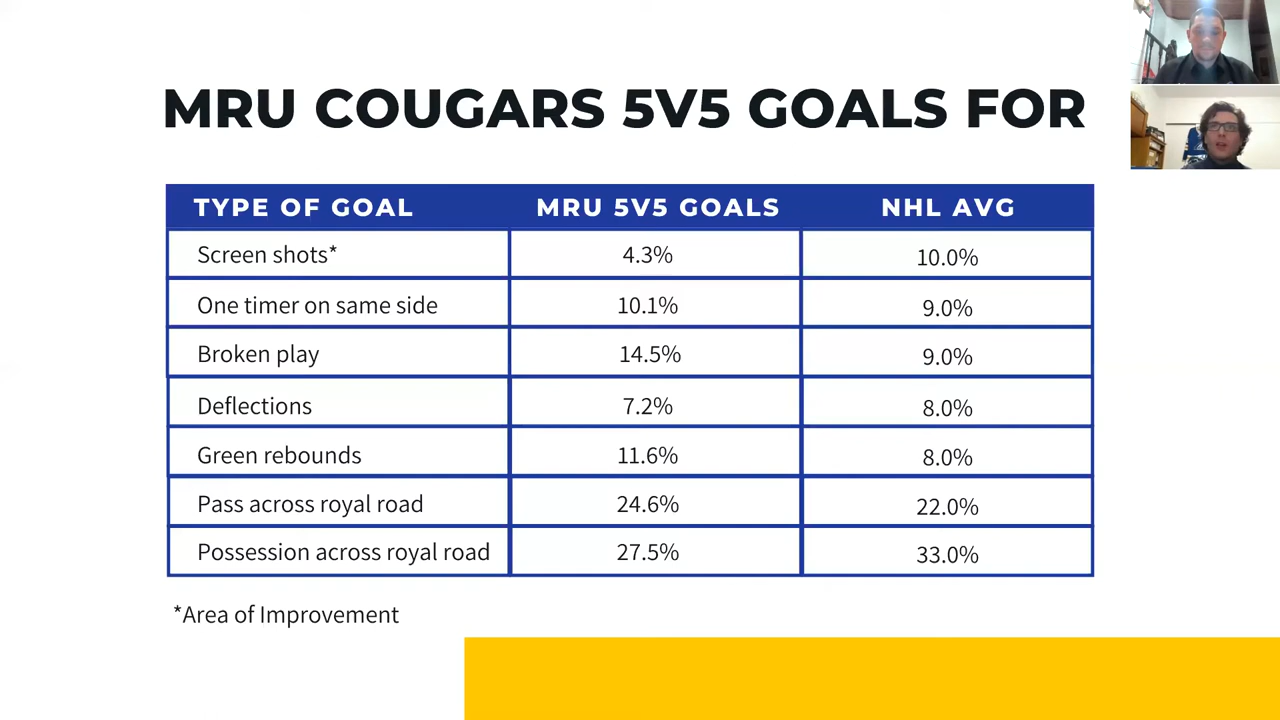 MRU COUGARS 5V5 GOALS FOR
TYPE OF GOAL MRU 5V5 GOALS NHL AVG
Screen shots* 4.3% 10.0%
One timer on same side 10.1% 9.0%
Broken play 14.5% 9.0%
Deflections 7.2% 8.0%
Green rebounds 11.6% 8.0%
Pass across royal road 24.6% 22.0%
Possession across royal road 27.5% 33.0%
*Area of Improvement